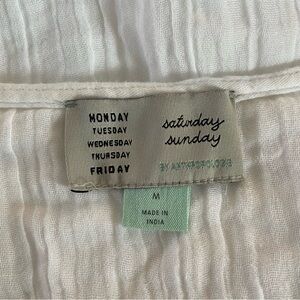 MONDAY
TUESDAY
WEDNESDAY
THURSDAY
FRIDAY
saturday
sunday
BY ANTHROPOLOGIE
M
MADE IN
INDIA